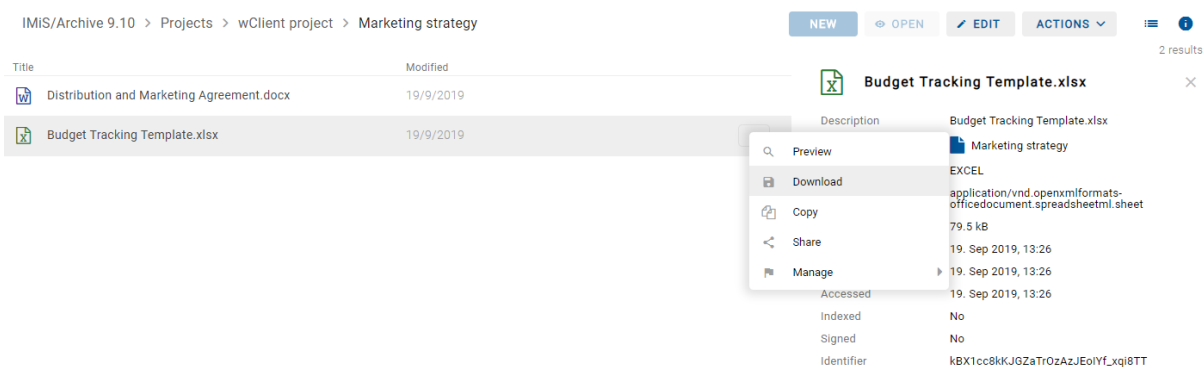 IMiS/Archive 9.10 > Projects > wClient project > Marketing strategy
NEW
OPEN
EDIT
ACTIONS
2 results
Title Modified
Distribution and Marketing Agreement.docx 19/9/2019
Budget Tracking Template.xlsx 19/9/2019
Preview
Download
Copy
Share
Manage
Budget Tracking Template.xlsx
Description Budget Tracking Template.xlsx
Marketing strategy
EXCEL
application/vnd.openxmlformats-
officedocument.spreadsheetml.sheet
79.5 kB
19. Sep 2019, 13:26
19. Sep 2019, 13:26
Accessed 19. Sep 2019, 13:26
Indexed No
Signed No
Identifier kBX1cc8kKJGZaTrOzAzJEoIYf_xqi8TT